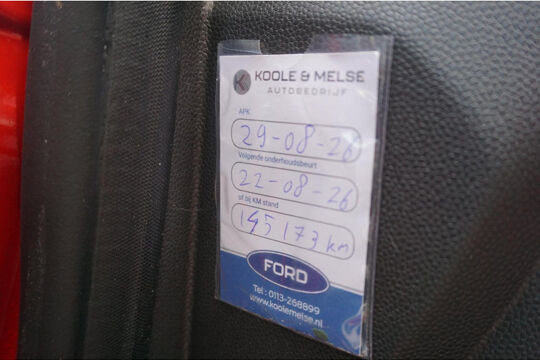 KOOLE & MELSE
AUTOBEDRIJF
APK
29-08-26
Volgende onderhoudsbeurt
22-08-26
of bij KM stand
195173 km
FORD
Tel : 0113-268899
www.koolemelse.nl